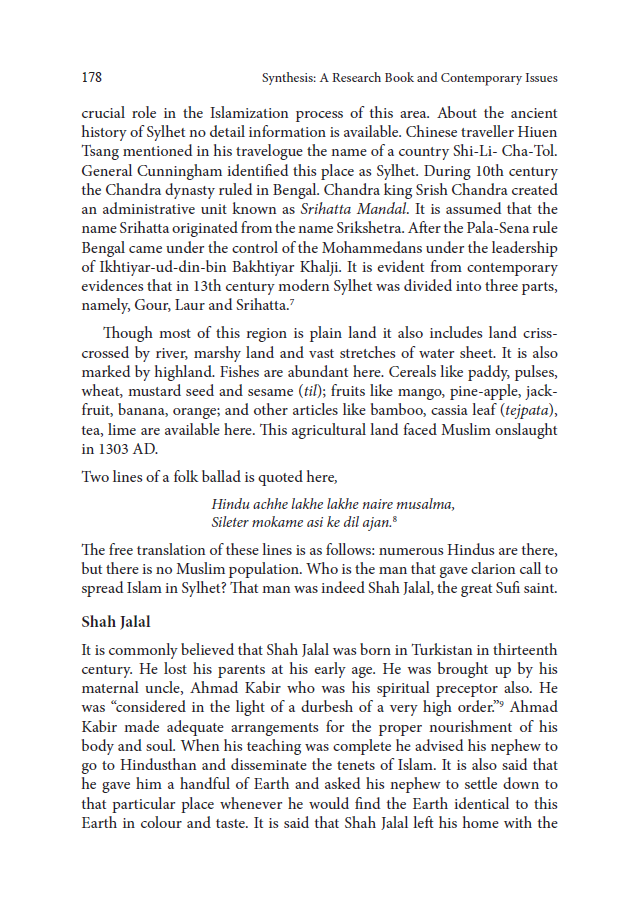 178 Synthesis: A Research Book and Contemporary Issues
crucial role in the Islamization process of this area. About the ancient
history of Sylhet no detail information is available. Chinese traveller Hiuen
Tsang mentioned in his travelogue the name of a country Shi-Li- Cha-Tol.
General Cunningham identified this place as Sylhet. During 10th century
the Chandra dynasty ruled in Bengal. Chandra king Srish Chandra created
an administrative unit known as Srihatta Mandal. It is assumed that the
name Srihatta originated from the name Srikshetra. After the Pala-Sena rule
Bengal came under the control of the Mohammedans under the leadership
of Ikhtiyar-ud-din-bin Bakhtiyar Khalji. It is evident from contemporary
evidences that in 13th century modern Sylhet was divided into three parts,
namely, Gour, Laur and Srihatta.7
Though most of this region is plain land it also includes land criss-
crossed by river, marshy land and vast stretches of water sheet. It is also
marked by highland. Fishes are abundant here. Cereals like paddy, pulses,
wheat, mustard seed and sesame (til); fruits like mango, pine-apple, jack-
fruit, banana, orange; and other articles like bamboo, cassia leaf (tejpata),
tea, lime are available here. This agricultural land faced Muslim onslaught
in 1303 AD.
Two lines of a folk ballad is quoted here,
Hindu achhe lakhe lakhe naire musalma,
Sileter mokame asi ke dil ajan.8
The free translation of these lines is as follows: numerous Hindus are there,
but there is no Muslim population. Who is the man that gave clarion call to
spread Islam in Sylhet? That man was indeed Shah Jalal, the great Sufi saint.
Shah Jalal
It is commonly believed that Shah Jalal was born in Turkistan in thirteenth
century. He lost his parents at his early age. He was brought up by his
maternal uncle, Ahmad Kabir who was his spiritual preceptor also. He
was “considered in the light of a durbesh of a very high order.”9 Ahmad
Kabir made adequate arrangements for the proper nourishment of his
body and soul. When his teaching was complete he advised his nephew to
go to Hindusthan and disseminate the tenets of Islam. It is also said that
he gave him a handful of Earth and asked his nephew to settle down to
that particular place whenever he would find the Earth identical to this
Earth in colour and taste. It is said that Shah Jalal left his home with the